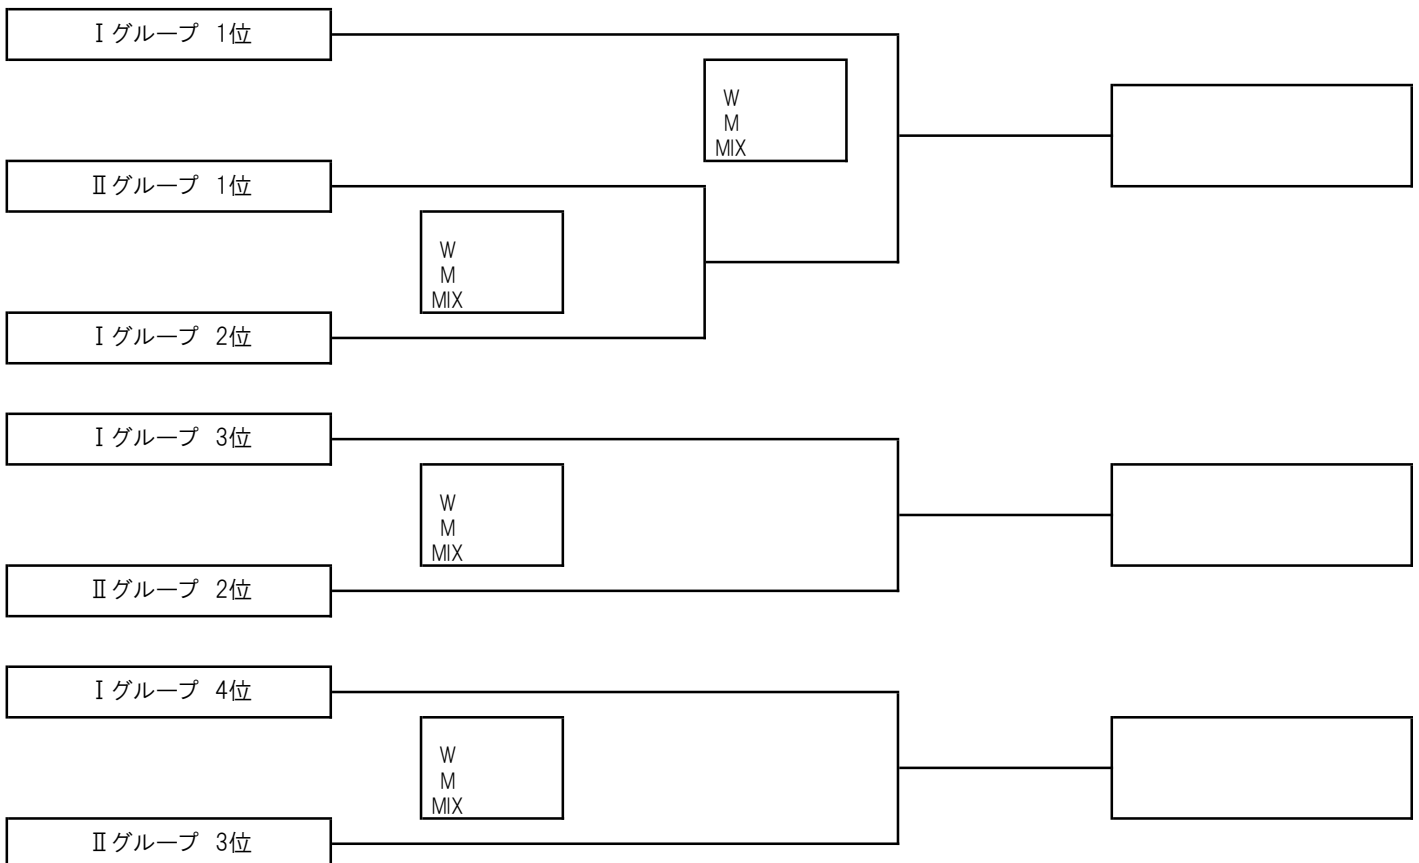 Ⅰグループ 1位
W
M
MIX
Ⅱグループ 1位
W
M
MIX
Ⅰグループ 2位
Ⅰグループ 3位
W
M
MIX
Ⅱグループ 2位
Ⅰグループ 4位
W
M
MIX
Ⅱグループ 3位